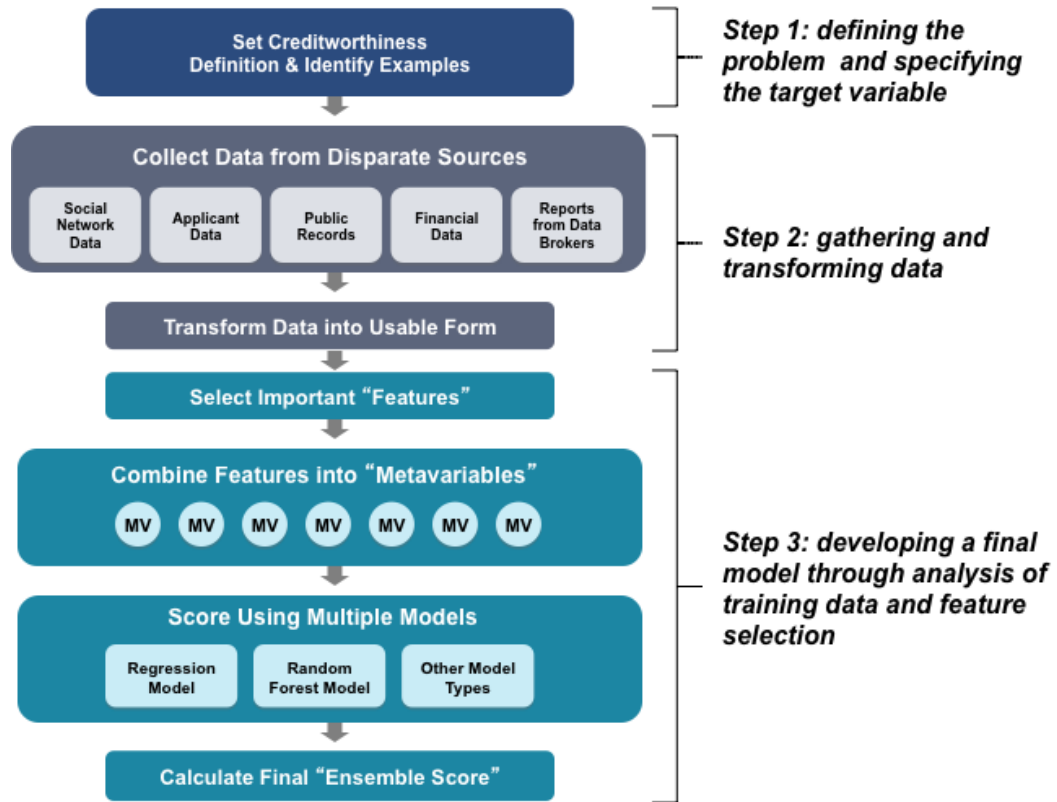 Set Creditworthiness
Definition & Identify Examples
Step 1: defining the
problem and specifying
the target variable
Collect Data from Disparate Sources
Social
Network
Data
Applicant
Data
Public
Records
Financial
Data
Reports
from Data
Brokers
Transform Data into Usable Form
Step 2: gathering and
transforming data
Select Important “Features”
Combine Features into “Metavariables”
MV MV MV MV MV MV MV
Score Using Multiple Models
Regression
Model
Random
Forest Model
Other Model
Types
Calculate Final “Ensemble Score”
Step 3: developing a final
model through analysis of
training data and feature
selection